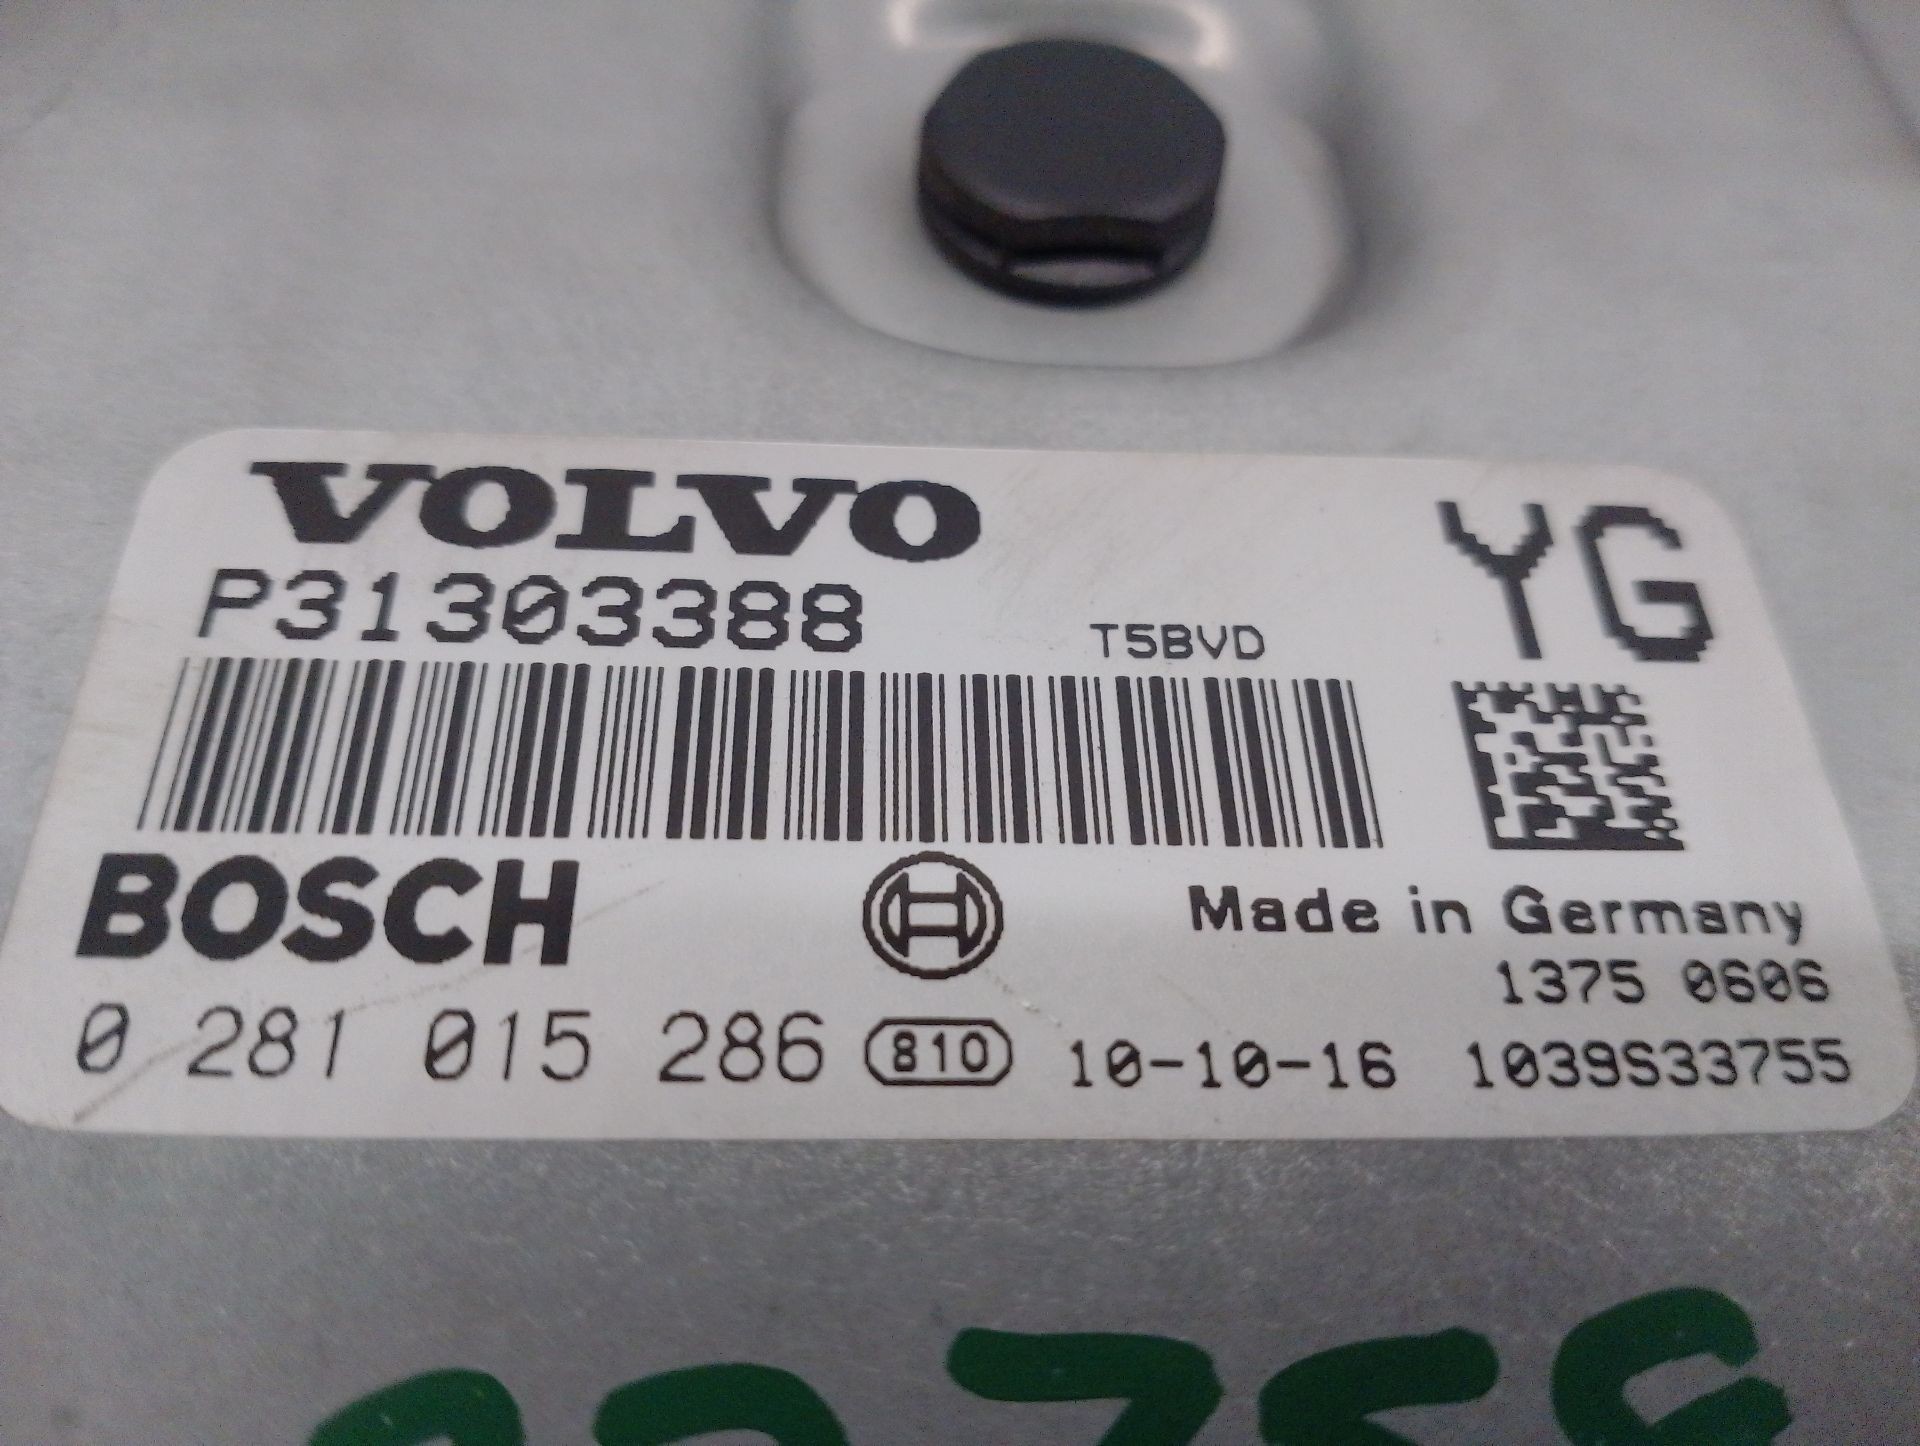 VOLVO
YG
P31303388
T5BVD
BOSCH
Made in Germany
1375 0606
0 281 015 286 810 10-10-16 1039S33755